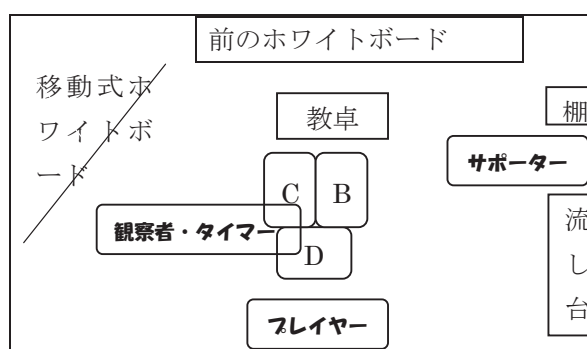 前のホワイトボード
移動式ホ
ワイトボ
ード
教卓
棚
サポーター
C
B
観察者・タイマー
D
流
し
台
プレイヤー